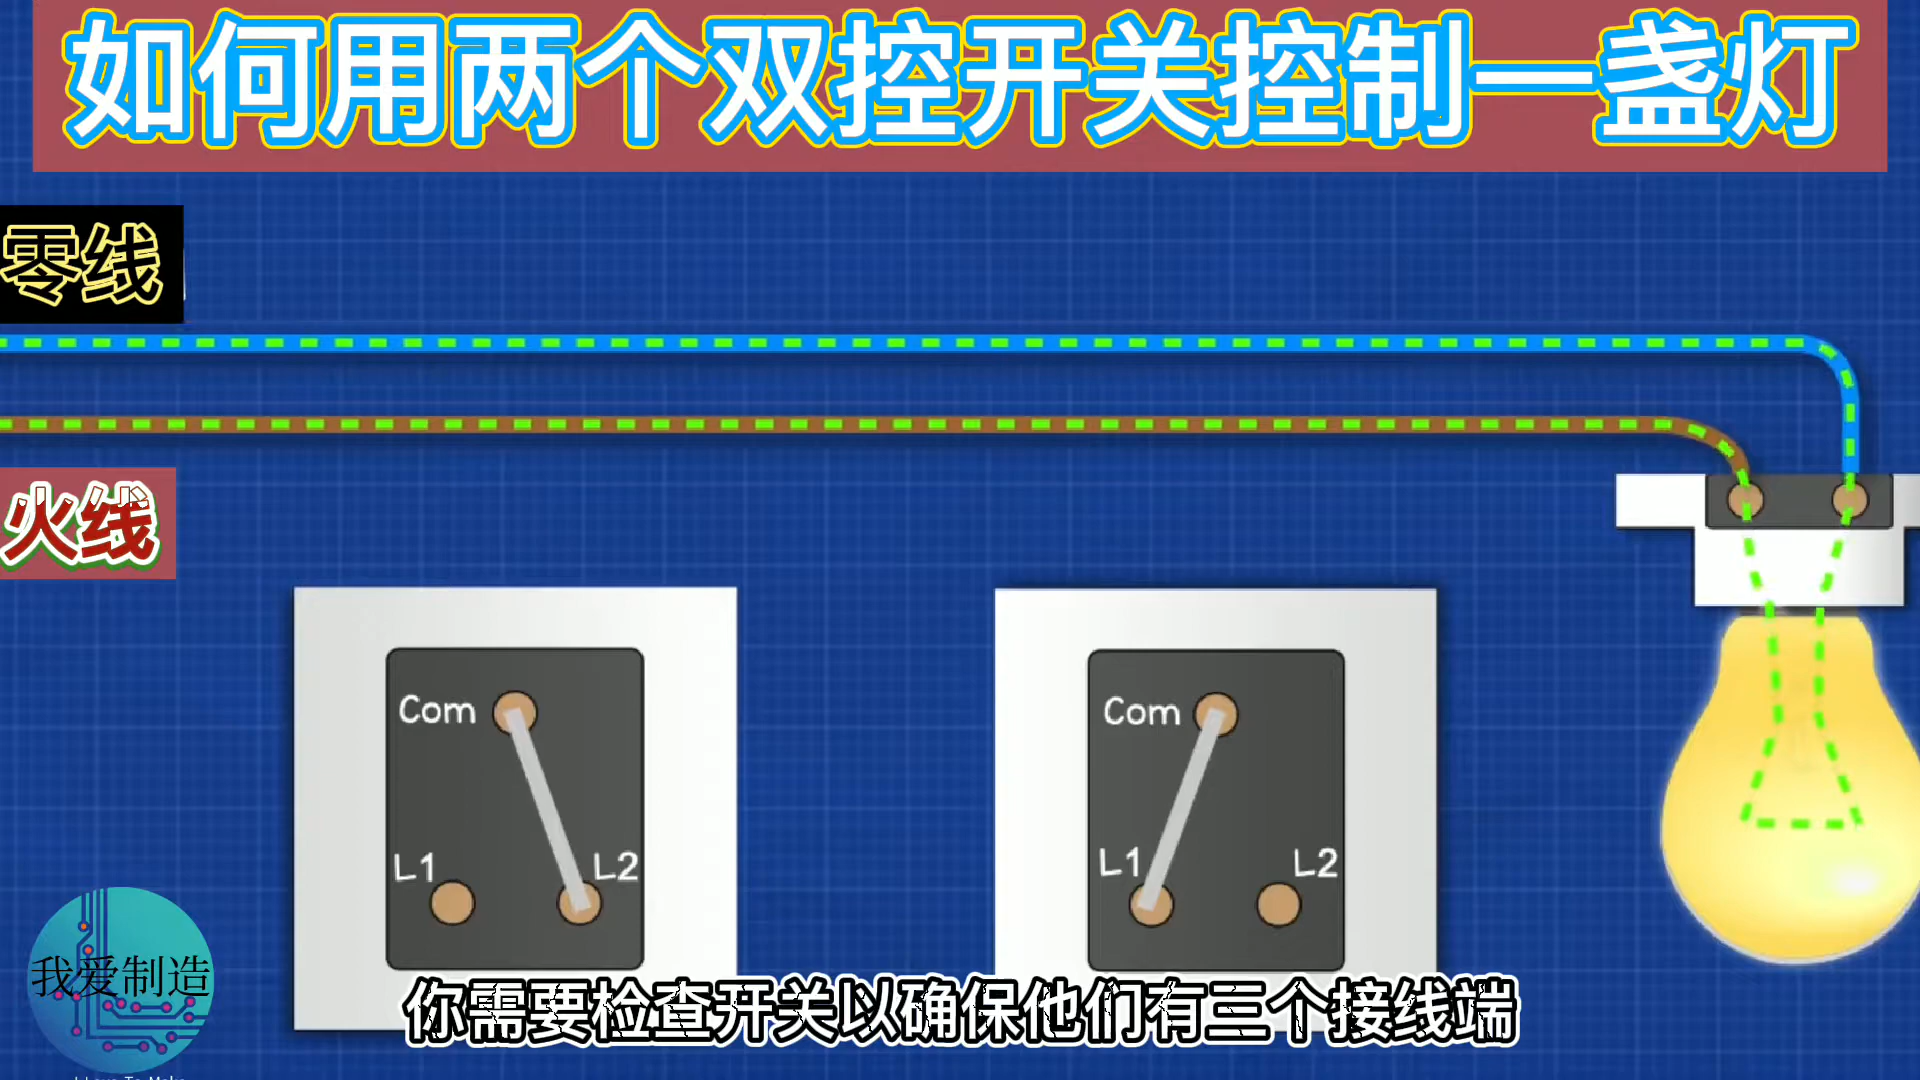 如何用两个双控开关控制一盏灯
零线
火线
Com
L1
L2
Com
L1
L2
我爱制造
你需要检查开关以确保他们有三个接线端